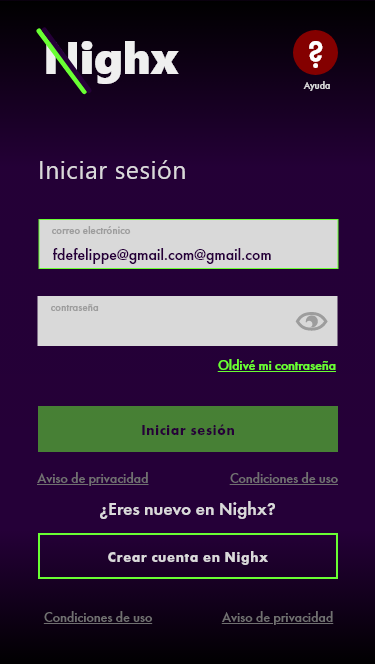 Nighx
?
Ayuda
Iniciar sesión
correo electrónico
fdefelippe@gmail.com@gmail.com
contraseña
Oldivé mi contraseña
Iniciar sesión
Aviso de privacidad Condiciones de uso
¿Eres nuevo en Nighx?
Crear cuenta en Nighx
Condiciones de uso Aviso de privacidad